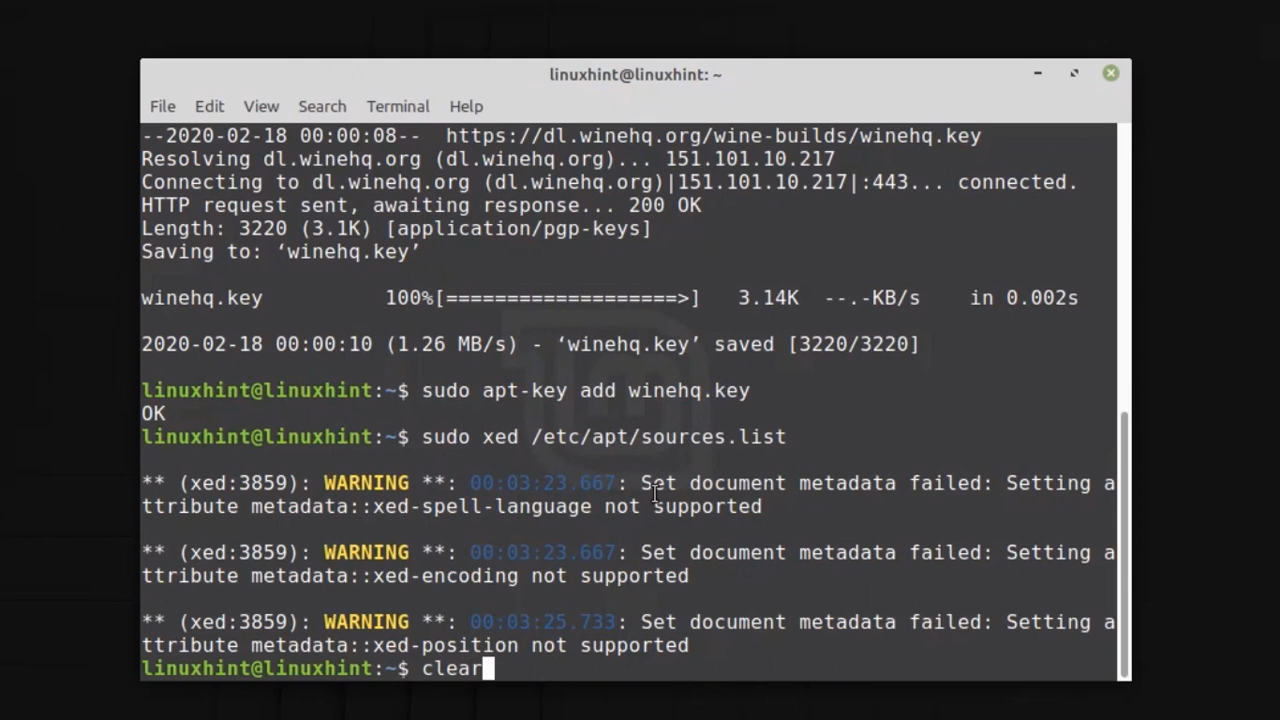 linuxhint@linuxhint: ~
File Edit View Search Terminal Help
--2020-02-18 00:00:08--  https://dl.winehq.org/wine-builds/winehq.key
Resolving dl.winehq.org (dl.winehq.org)... 151.101.10.217
Connecting to dl.winehq.org (dl.winehq.org)|151.101.10.217|:443... connected.
HTTP request sent, awaiting response... 200 OK
Length: 3220 (3.1K) [application/pgp-keys]
Saving to: ‘winehq.key’
winehq.key          100%[===================>]   3.14K  --.-KB/s    in 0.002s
2020-02-18 00:00:10 (1.26 MB/s) - ‘winehq.key’ saved [3220/3220]
linuxhint@linuxhint:~$ sudo apt-key add winehq.key
OK
linuxhint@linuxhint:~$ sudo xed /etc/apt/sources.list
** (xed:3859): WARNING **: 00:03:23.667: Set document metadata failed: Setting a
ttribute metadata::xed-spell-language not supported
** (xed:3859): WARNING **: 00:03:23.667: Set document metadata failed: Setting a
ttribute metadata::xed-encoding not supported
** (xed:3859): WARNING **: 00:03:25.733: Set document metadata failed: Setting a
ttribute metadata::xed-position not supported
linuxhint@linuxhint:~$ clear